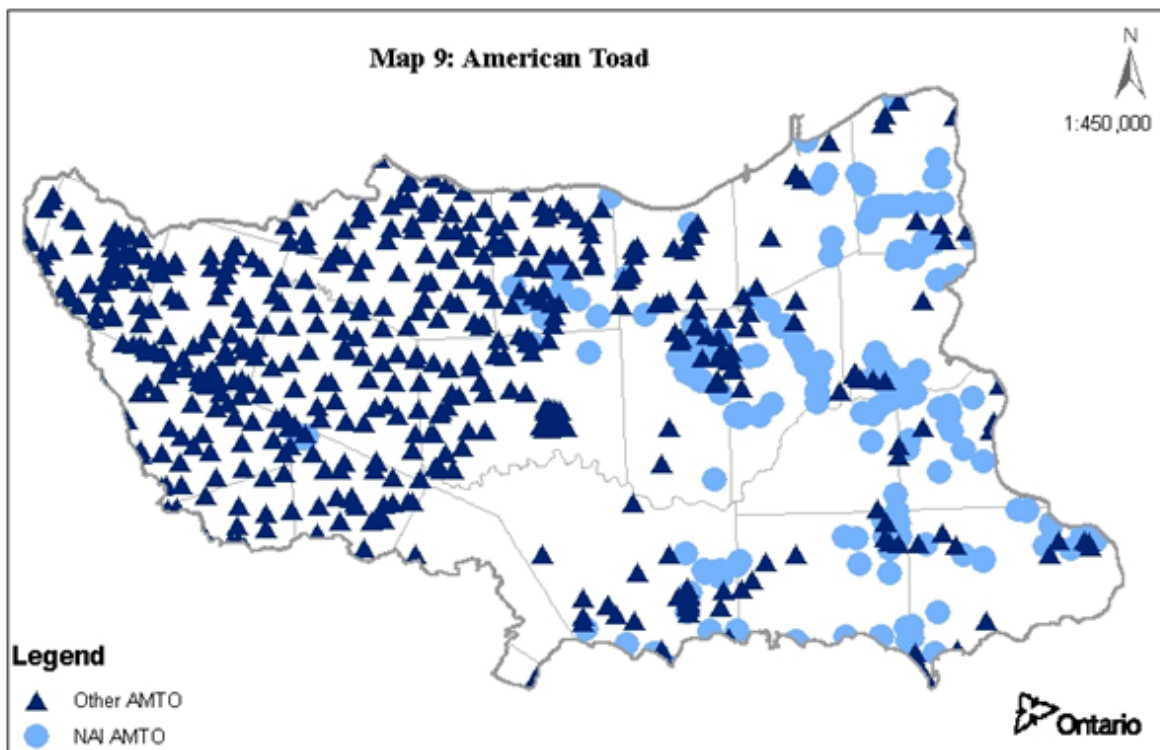 Map 9: American Toad
N
1:450,000
Legend
Other AMTO
NAI AMTO
Ontario